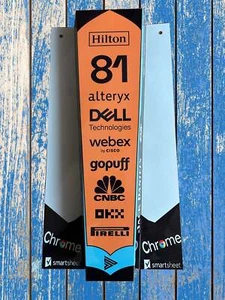 Hilton
81
alteryx
DELL
Technologies
webex
by CISCO
gopuff
CNBC
OKX
PIRELLI
Chrome
smartsheet
Chrome
smartsheet